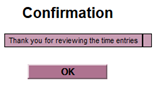 Confirmation
Thank you for reviewing the time entries
OK